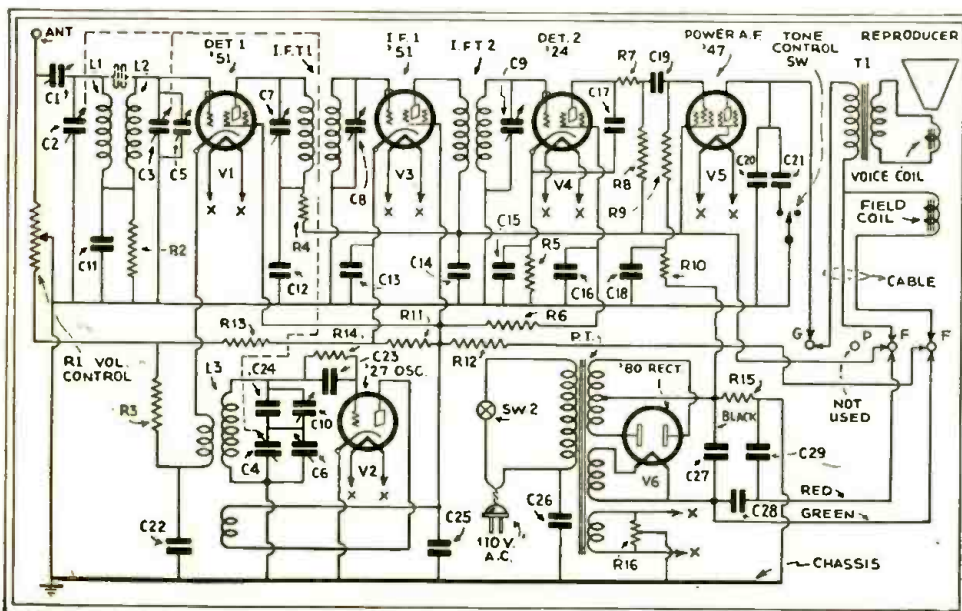 ANT
DET. 1
'51
I.F.T.1
I.F. 1
'51
I.F.T 2
DET. 2
'24
POWER A.F.
'47
TONE
CONTROL
SW.
REPRODUCER
T1
L1
L2
C9
R7
C19
C1
C2
C3
C5
C7
C8
C17
V1
V3
V4
V5
C20
C21
VOICE COIL
R8
R9
FIELD
COIL
X X
X X
X X
X X
C11
R2
R4
C12
C13
C14
C15
R5
C16
C18
R10
CABLE
R6
R13
R14
R11
R12
P.T.
G
P
F
F
R1 VOL.
CONTROL
C23
'27 OSC.
'80 RECT.
R15
BLACK
NOT
USED
R3
L3
C24
C10
C4
C6
V2
SW 2
V6
C27
C29
X X
RED
GREEN
C28
C22
C25
110 V.
A.C.
C26
R16
X
X
CHASSIS